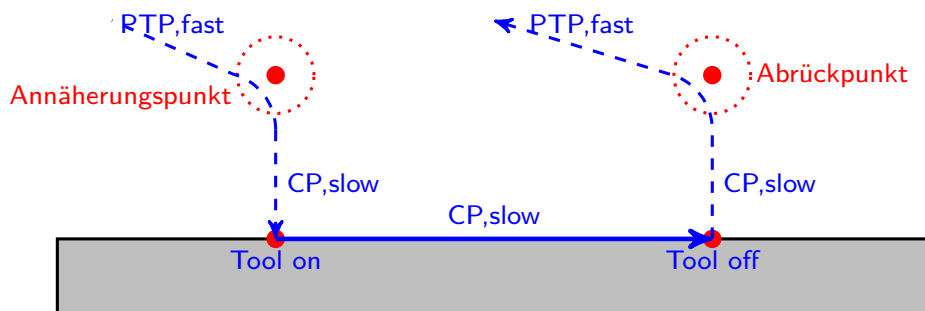 PTP,fast
PTP,fast
Abrückpunkt
Annäherungspunkt
CP,slow
CP,slow
CP,slow
Tool on
Tool off